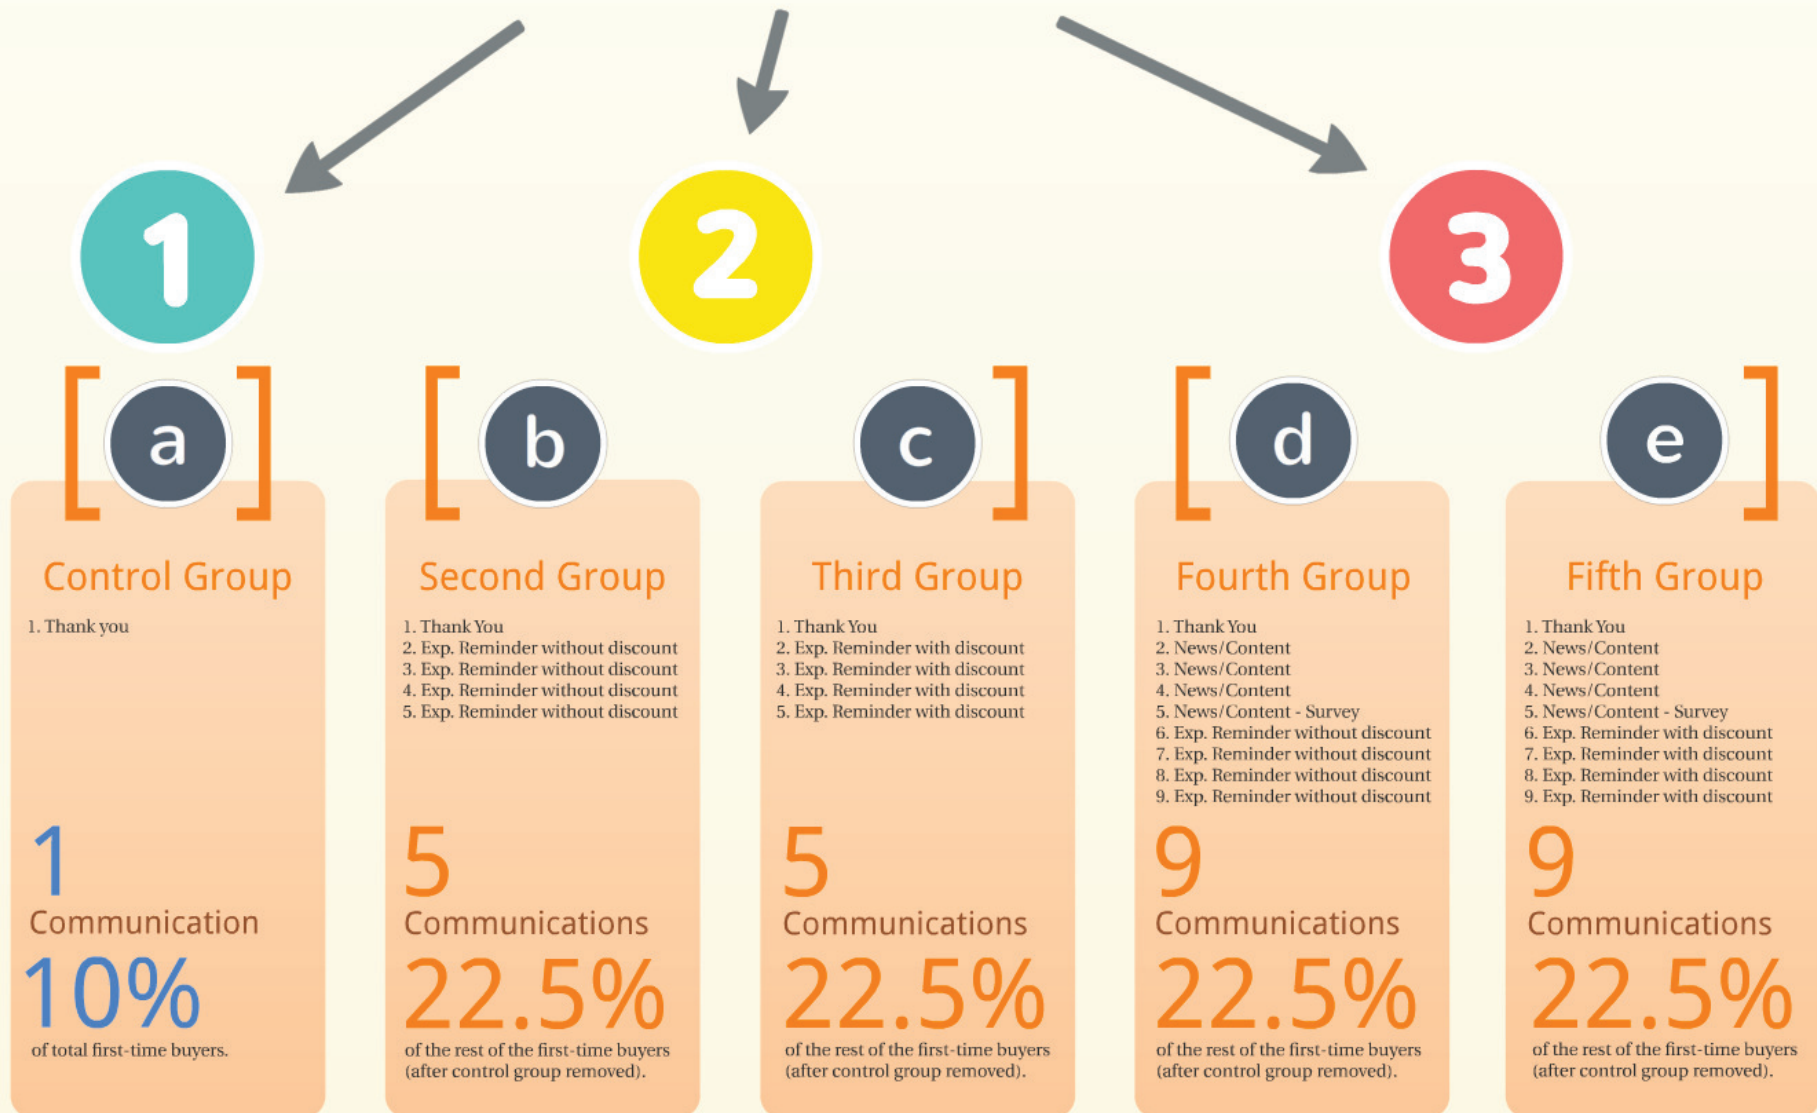 1
2
3
a
b
c
d
e
Control Group
1. Thank you
1
Communication
10%
of total first-time buyers.
Second Group
1. Thank You
2. Exp. Reminder without discount
3. Exp. Reminder without discount
4. Exp. Reminder without discount
5. Exp. Reminder without discount
5
Communications
22.5%
of the rest of the first-time buyers
(after control group removed).
Third Group
1. Thank You
2. Exp. Reminder with discount
3. Exp. Reminder with discount
4. Exp. Reminder with discount
5. Exp. Reminder with discount
5
Communications
22.5%
of the rest of the first-time buyers
(after control group removed).
Fourth Group
1. Thank You
2. News/Content
3. News/Content
4. News/Content
5. News/Content - Survey
6. Exp. Reminder without discount
7. Exp. Reminder without discount
8. Exp. Reminder without discount
9. Exp. Reminder without discount
9
Communications
22.5%
of the rest of the first-time buyers
(after control group removed).
Fifth Group
1. Thank You
2. News/Content
3. News/Content
4. News/Content
5. News/Content - Survey
6. Exp. Reminder with discount
7. Exp. Reminder with discount
8. Exp. Reminder with discount
9. Exp. Reminder with discount
9
Communications
22.5%
of the rest of the first-time buyers
(after control group removed).